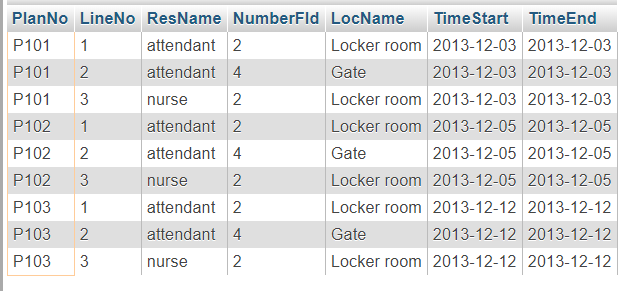 PlanNo LineNo ResName NumberFld LocName TimeStart TimeEnd
P101 1 attendant 2 Locker room 2013-12-03 2013-12-03
P101 2 attendant 4 Gate 2013-12-03 2013-12-03
P101 3 nurse 2 Locker room 2013-12-03 2013-12-03
P102 1 attendant 2 Locker room 2013-12-05 2013-12-05
P102 2 attendant 4 Gate 2013-12-05 2013-12-05
P102 3 nurse 2 Locker room 2013-12-05 2013-12-05
P103 1 attendant 2 Locker room 2013-12-12 2013-12-12
P103 2 attendant 4 Gate 2013-12-12 2013-12-12
P103 3 nurse 2 Locker room 2013-12-12 2013-12-12